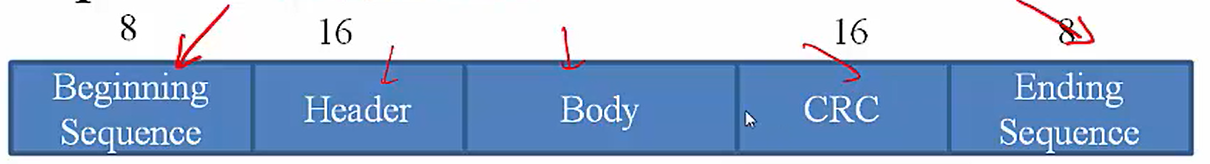 8 16 16 8
Beginning Sequence
Header
Body
CRC
Ending Sequence